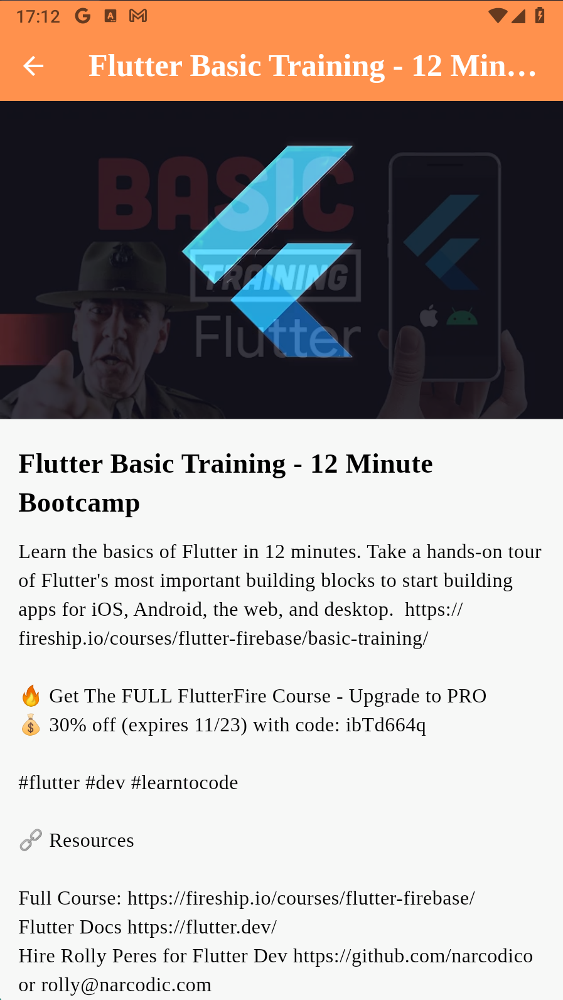 17:12
Flutter Basic Training - 12 Min...
BASIC
TRAINING
Flutter
Flutter Basic Training - 12 Minute
Bootcamp
Learn the basics of Flutter in 12 minutes. Take a hands-on tour
of Flutter's most important building blocks to start building
apps for iOS, Android, the web, and desktop.  https://
fireship.io/courses/flutter-firebase/basic-training/
🔥 Get The FULL FlutterFire Course - Upgrade to PRO
💰 30% off (expires 11/23) with code: ibTd664q
#flutter #dev #learntocode
🔗 Resources
Full Course: https://fireship.io/courses/flutter-firebase/
Flutter Docs https://flutter.dev/
Hire Rolly Peres for Flutter Dev https://github.com/narcodico
or rolly@narcodic.com